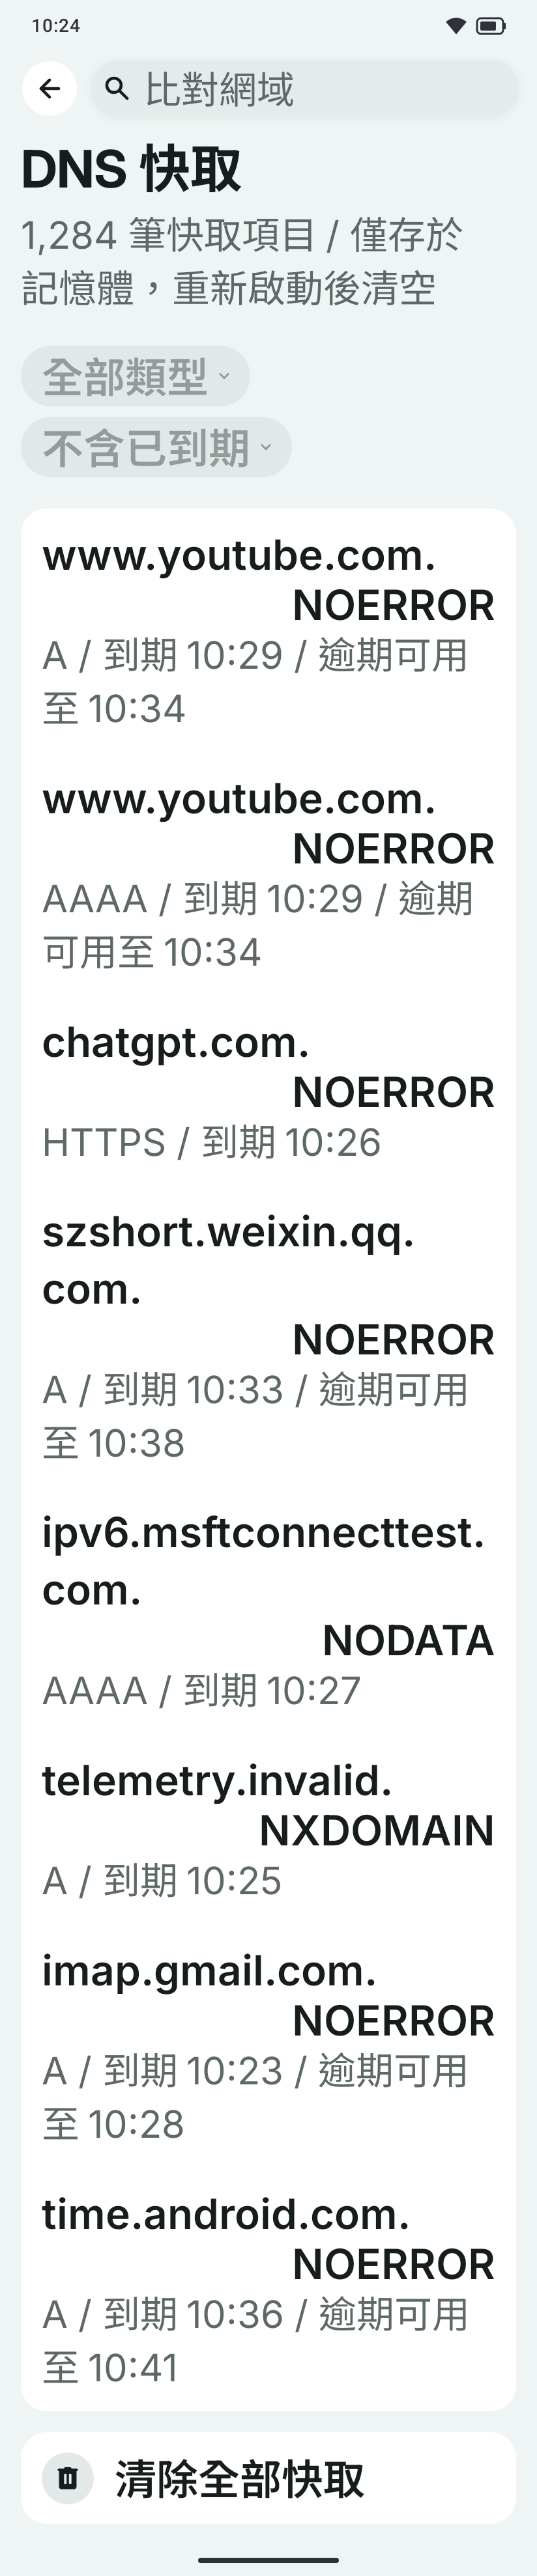 10:24
比對網域
DNS 快取
1,284 筆快取項目 / 僅存於
記憶體，重新啟動後清空
全部類型
不含已到期
www.youtube.com.
NOERROR
A / 到期 10:29 / 逾期可用
至 10:34
www.youtube.com.
NOERROR
AAAA / 到期 10:29 / 逾期
可用至 10:34
chatgpt.com.
NOERROR
HTTPS / 到期 10:26
szshort.weixin.qq.
com.
NOERROR
A / 到期 10:33 / 逾期可用
至 10:38
ipv6.msftconnecttest.
com.
NODATA
AAAA / 到期 10:27
telemetry.invalid.
NXDOMAIN
A / 到期 10:25
imap.gmail.com.
NOERROR
A / 到期 10:23 / 逾期可用
至 10:28
time.android.com.
NOERROR
A / 到期 10:36 / 逾期可用
至 10:41
清除全部快取